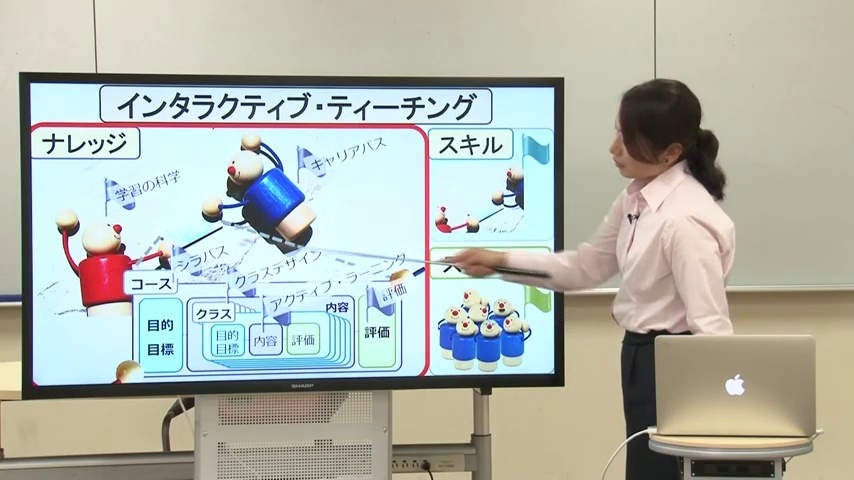 インタラクティブ・ティーチング
ナレッジ
スキル
キャリアパス
学習の科学
シラバス
クラスデザイン
アクティブ・ラーニング
評価
コース
目的
目標
クラス
内容
目的
目標
内容
評価
評価
SHARP